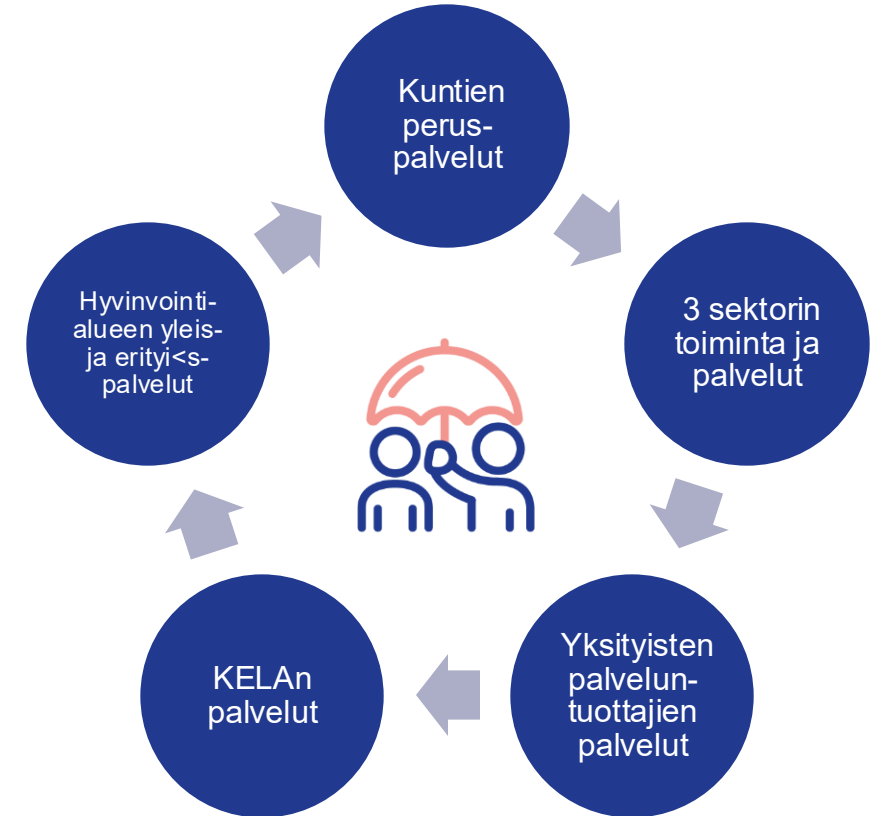 Kuntien
perus-
palvelut
3 sektorin
toiminta ja
palvelut
Yksityisten
palvelun-
tuottajien
palvelut
KELAn
palvelut
Hyvinvointi-
alueen yleis-
ja erityi<s-
palvelut